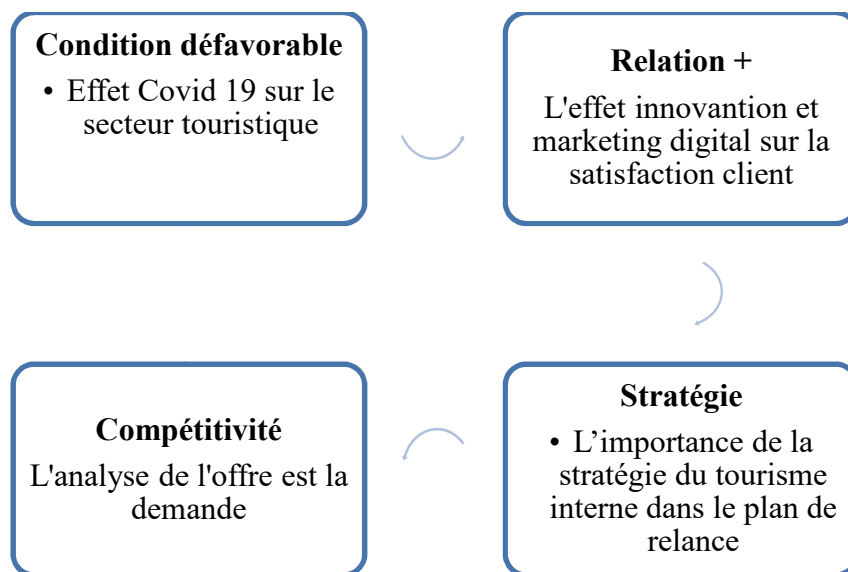 Condition défavorable
• Effet Covid 19 sur le
secteur touristique
Relation +
L'effet innovantion et
marketing digital sur la
satisfaction client
Stratégie
• L’importance de la
stratégie du tourisme
interne dans le plan de
relance
Compétitivité
L'analyse de l'offre est la
demande